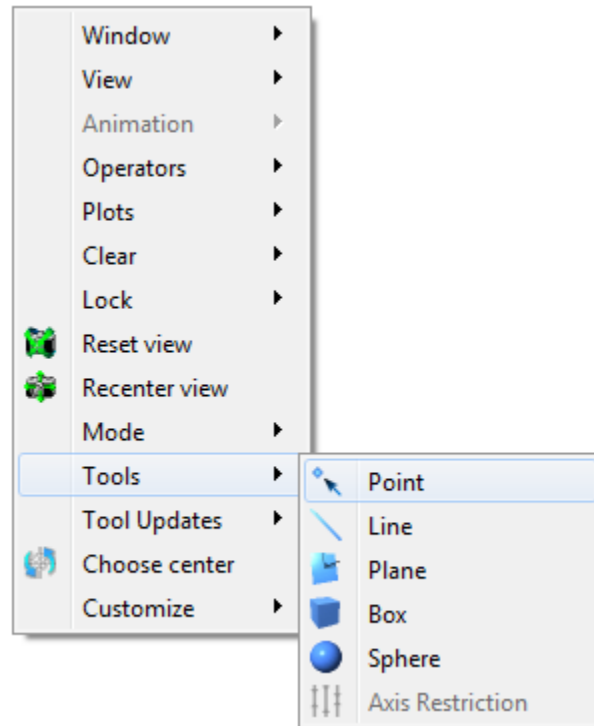 Window
View
Animation
Operators
Plots
Clear
Lock
Reset view
Recenter view
Mode
Tools
Tool Updates
Choose center
Customize
Point
Line
Plane
Box
Sphere
Axis Restriction